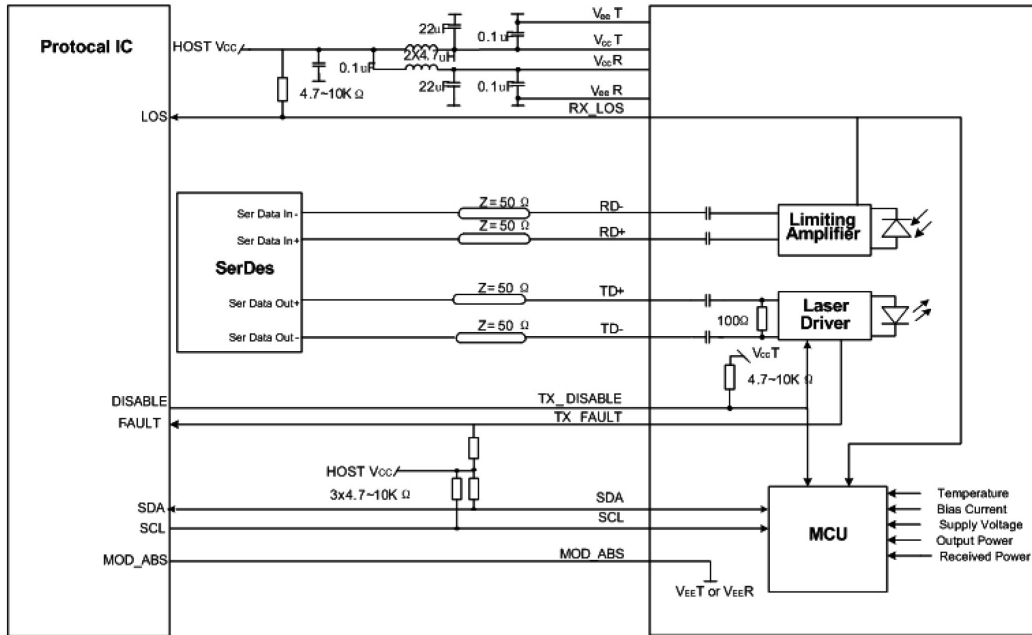 Protocal IC
HOST Vcc
22uF
0.1uF
2X4.7uH
0.1uF
22uF
0.1uF
4.7~10K Ω
VeeT
VccT
VccR
VeeR
LOS
RX_LOS
Ser Data In-
Ser Data In+
SerDes
Ser Data Out+
Ser Data Out-
Z=50 Ω
Z=50 Ω
Z=50 Ω
Z=50 Ω
RD-
RD+
TD+
TD-
Limiting
Amplifier
Laser
Driver
100Ω
VccT
4.7~10K Ω
DISABLE
TX_DISABLE
FAULT
TX_FAULT
HOST Vcc
3x4.7~10K Ω
SDA
SDA
SCL
SCL
MOD_ABS
MOD_ABS
VEET or VEER
MCU
Temperature
Bias Current
Supply Voltage
Output Power
Received Power